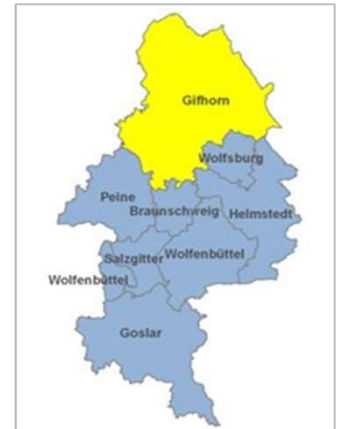 Gifhorn
Wolfsburg
Peine
Braunschweig
Helmstedt
Salzgitter
Wolfenbüttel
Wolfenbüttel
Goslar